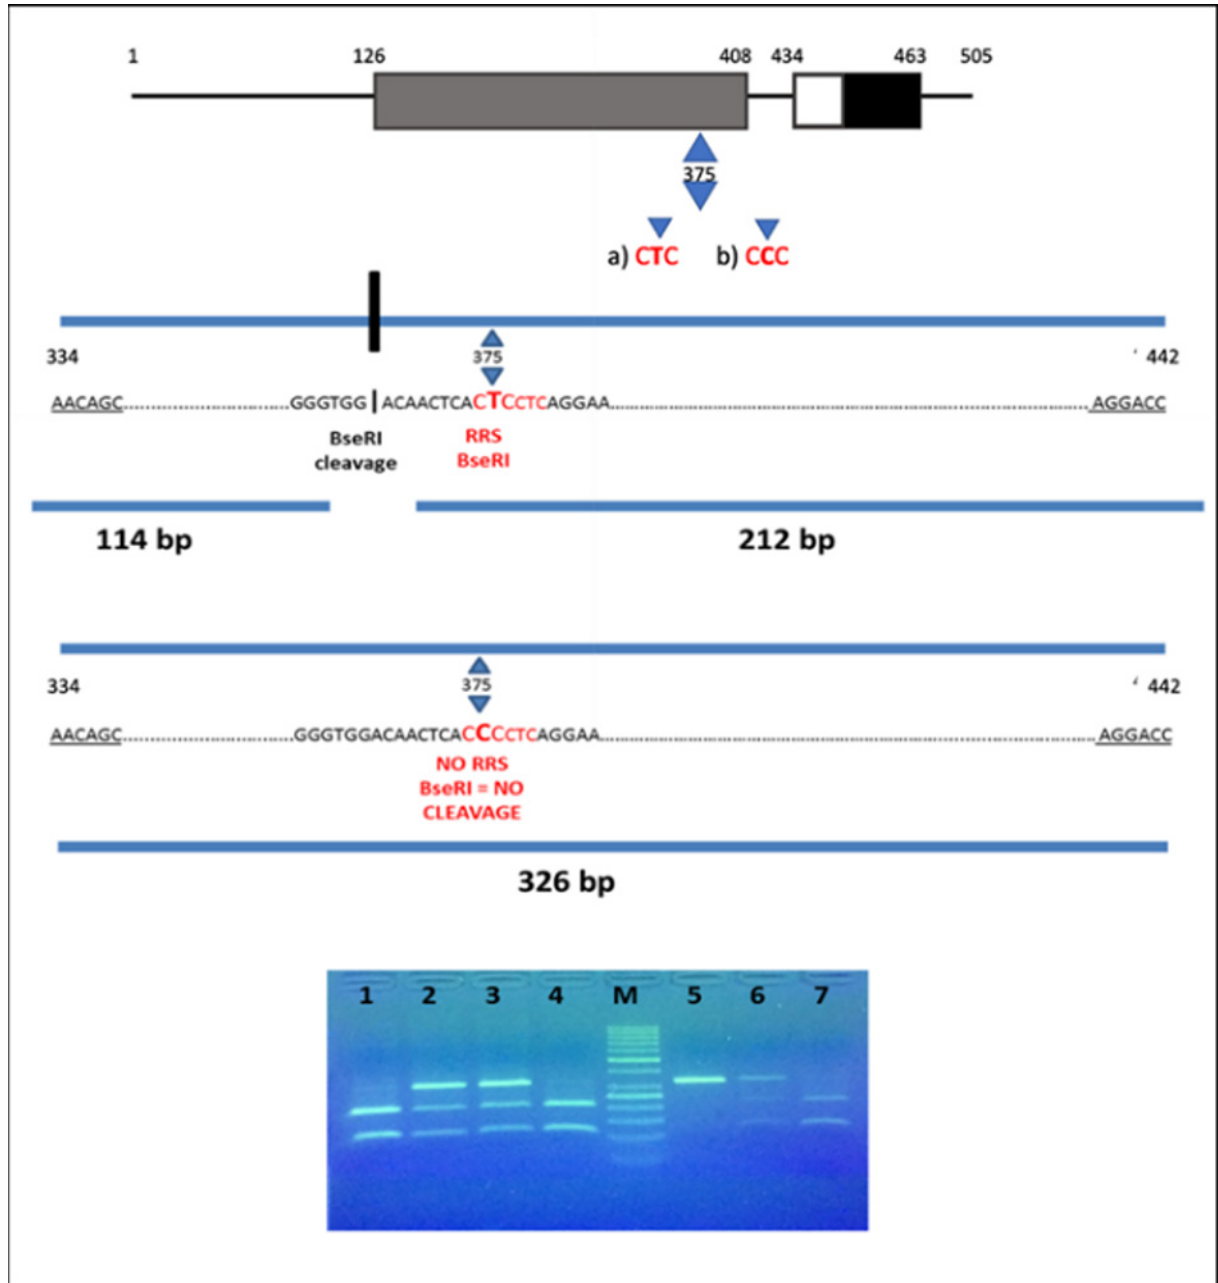 1 126 408 434 463 505
375
a) CTC b) CCC
375
334 442
AACAGC................................GGGTGG|ACAACTCACTCCTCAGGAA................................AGGACC
BseRI RRS
cleavage BseRI
114 bp 212 bp
375
334 442
AACAGC................................GGGTGGACAACTCACCCCTCAGGAA................................AGGACC
NO RRS
BseRI = NO
CLEAVAGE
326 bp
1 2 3 4 M 5 6 7